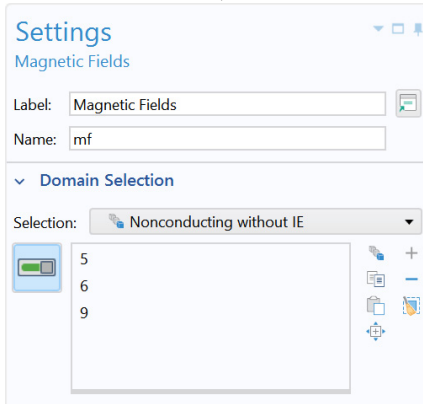 Settings
Magnetic Fields
Label: Magnetic Fields
Name: mf
Domain Selection
Selection: Nonconducting without IE
5
6
9